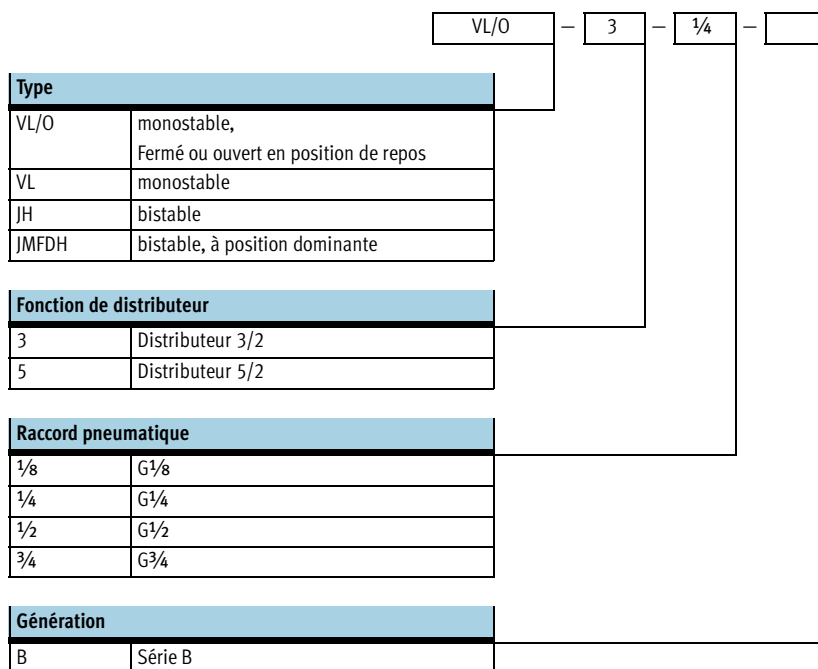 VL/O – 3 – ¼ –
Type
VL/O monostable,
Fermé ou ouvert en position de repos
VL monostable
JH bistable
JMFDH bistable, à position dominante
Fonction de distributeur
3 Distributeur 3/2
5 Distributeur 5/2
Raccord pneumatique
⅛ G⅛
¼ G¼
½ G½
¾ G¾
Génération
B Série B